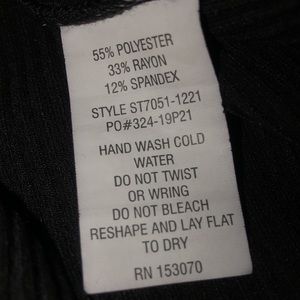 55% POLYESTER
33% RAYON
12% SPANDEX
STYLE ST7051-1221
PO#324-19P21
HAND WASH COLD
WATER
DO NOT TWIST
OR WRING
DO NOT BLEACH
RESHAPE AND LAY FLAT
TO DRY
RN 153070